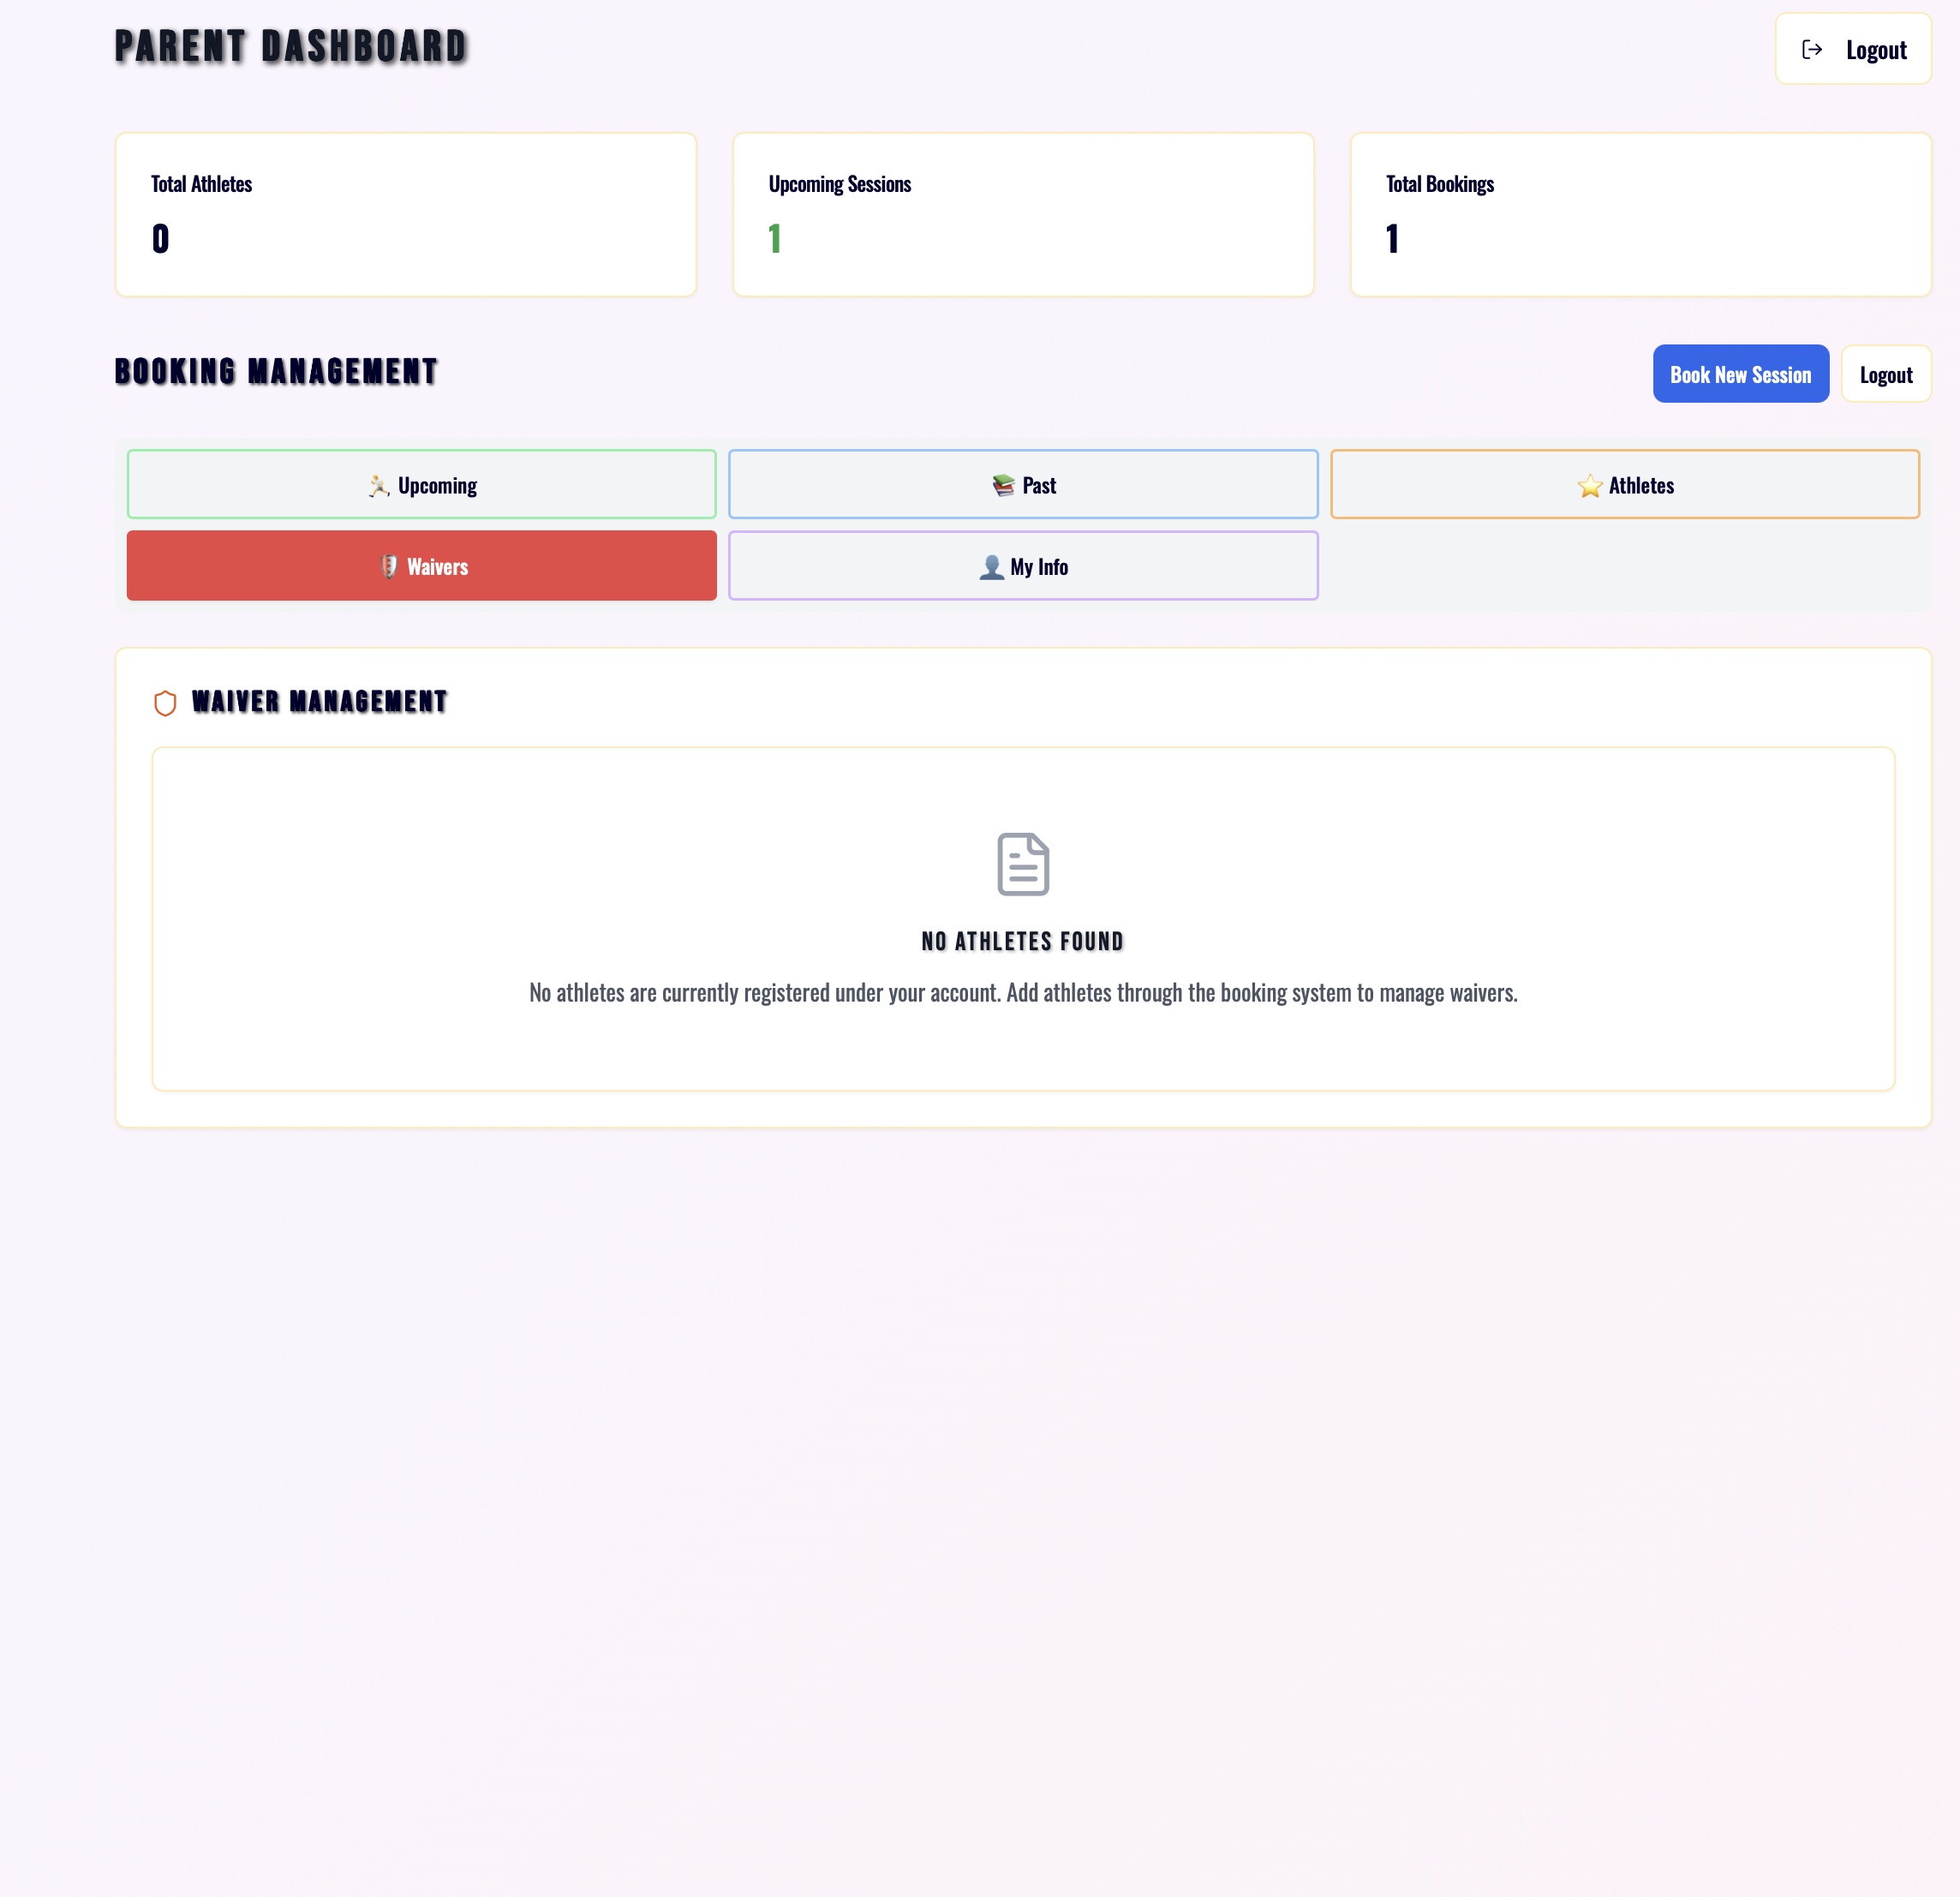 PARENT DASHBOARD
Logout
Total Athletes
0
Upcoming Sessions
1
Total Bookings
1
BOOKING MANAGEMENT
Book New Session
Logout
Upcoming
Past
Athletes
Waivers
My Info
WAIVER MANAGEMENT
NO ATHLETES FOUND
No athletes are currently registered under your account. Add athletes through the booking system to manage waivers.